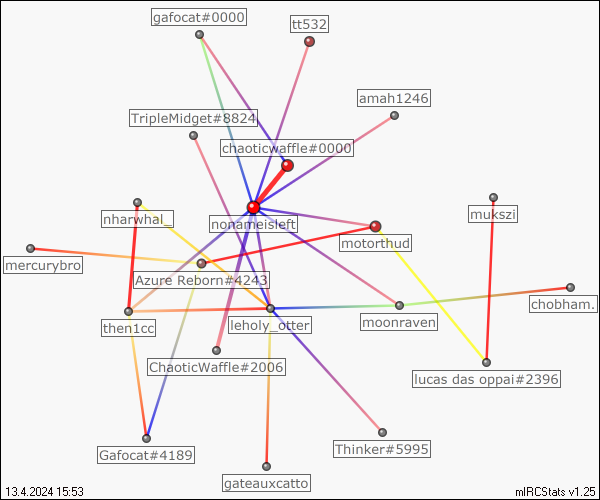 gafocat#0000
tt532
amah1246
TripleMidget#8824
chaoticwaffle#0000
nharwhal_
nonameisleft
mukszi
motorthud
mercurybro
Azure Reborn#4243
chobham.
then1cc
leholy_otter
moonraven
ChaoticWaffle#2006
lucas das oppai#2396
Gafocat#4189
Thinker#5995
gateauxcatto
13.4.2024 15:53
mIRCStats v1.25